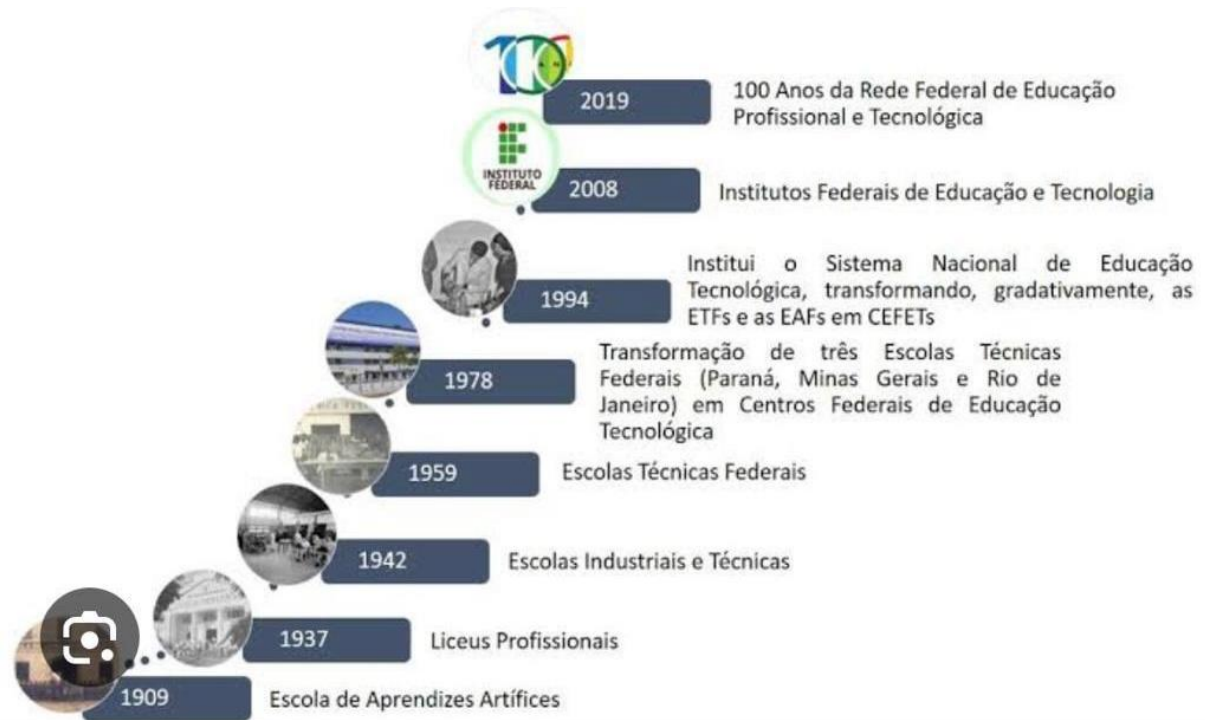 100
2019
100 Anos da Rede Federal de Educação
Profissional e Tecnológica
INSTITUTO
FEDERAL
2008
Institutos Federais de Educação e Tecnologia
1994
Institui o Sistema Nacional de Educação
Tecnológica, transformando, gradativamente, as
ETFs e as EAFs em CEFETs
1978
Transformação de três Escolas Técnicas
Federais (Paraná, Minas Gerais e Rio de
Janeiro) em Centros Federais de Educação
Tecnológica
1959
Escolas Técnicas Federais
1942
Escolas Industriais e Técnicas
1937
Liceus Profissionais
1909
Escola de Aprendizes Artífices